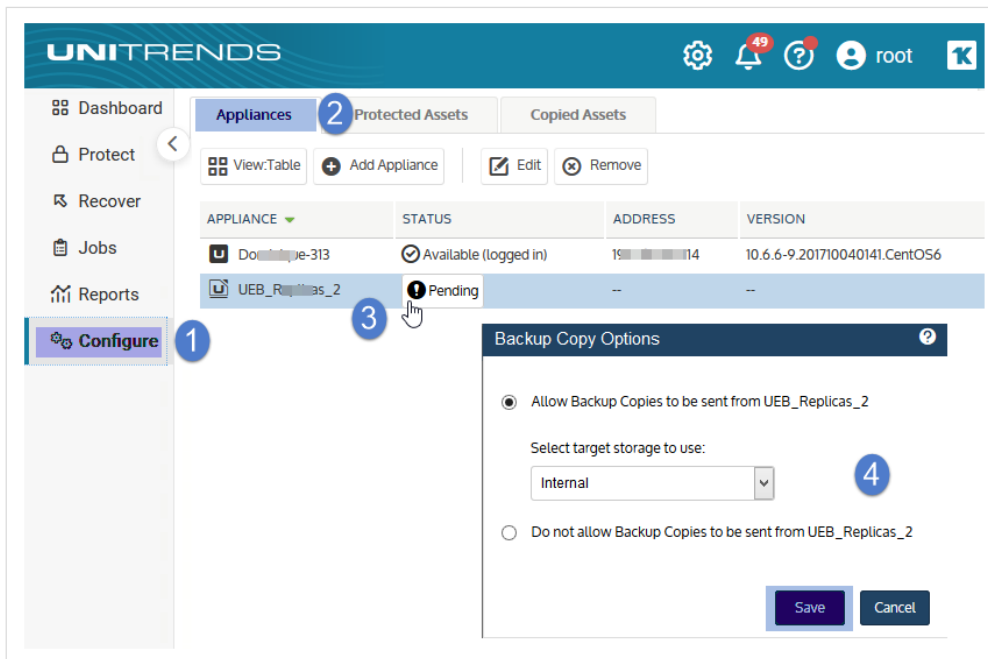 UNITRENDS
49
root
Dashboard
Protect
Recover
Jobs
Reports
Configure
1
Appliances
2
Protected Assets
Copied Assets
View:Table
Add Appliance
Edit
Remove
APPLIANCE STATUS ADDRESS VERSION
Available (logged in) 10.6.6-9.201710040141.CentOS6
Pending -- --
3
Backup Copy Options
Allow Backup Copies to be sent from UEB_Replicas_2
Select target storage to use:
Internal
4
Do not allow Backup Copies to be sent from UEB_Replicas_2
Save Cancel